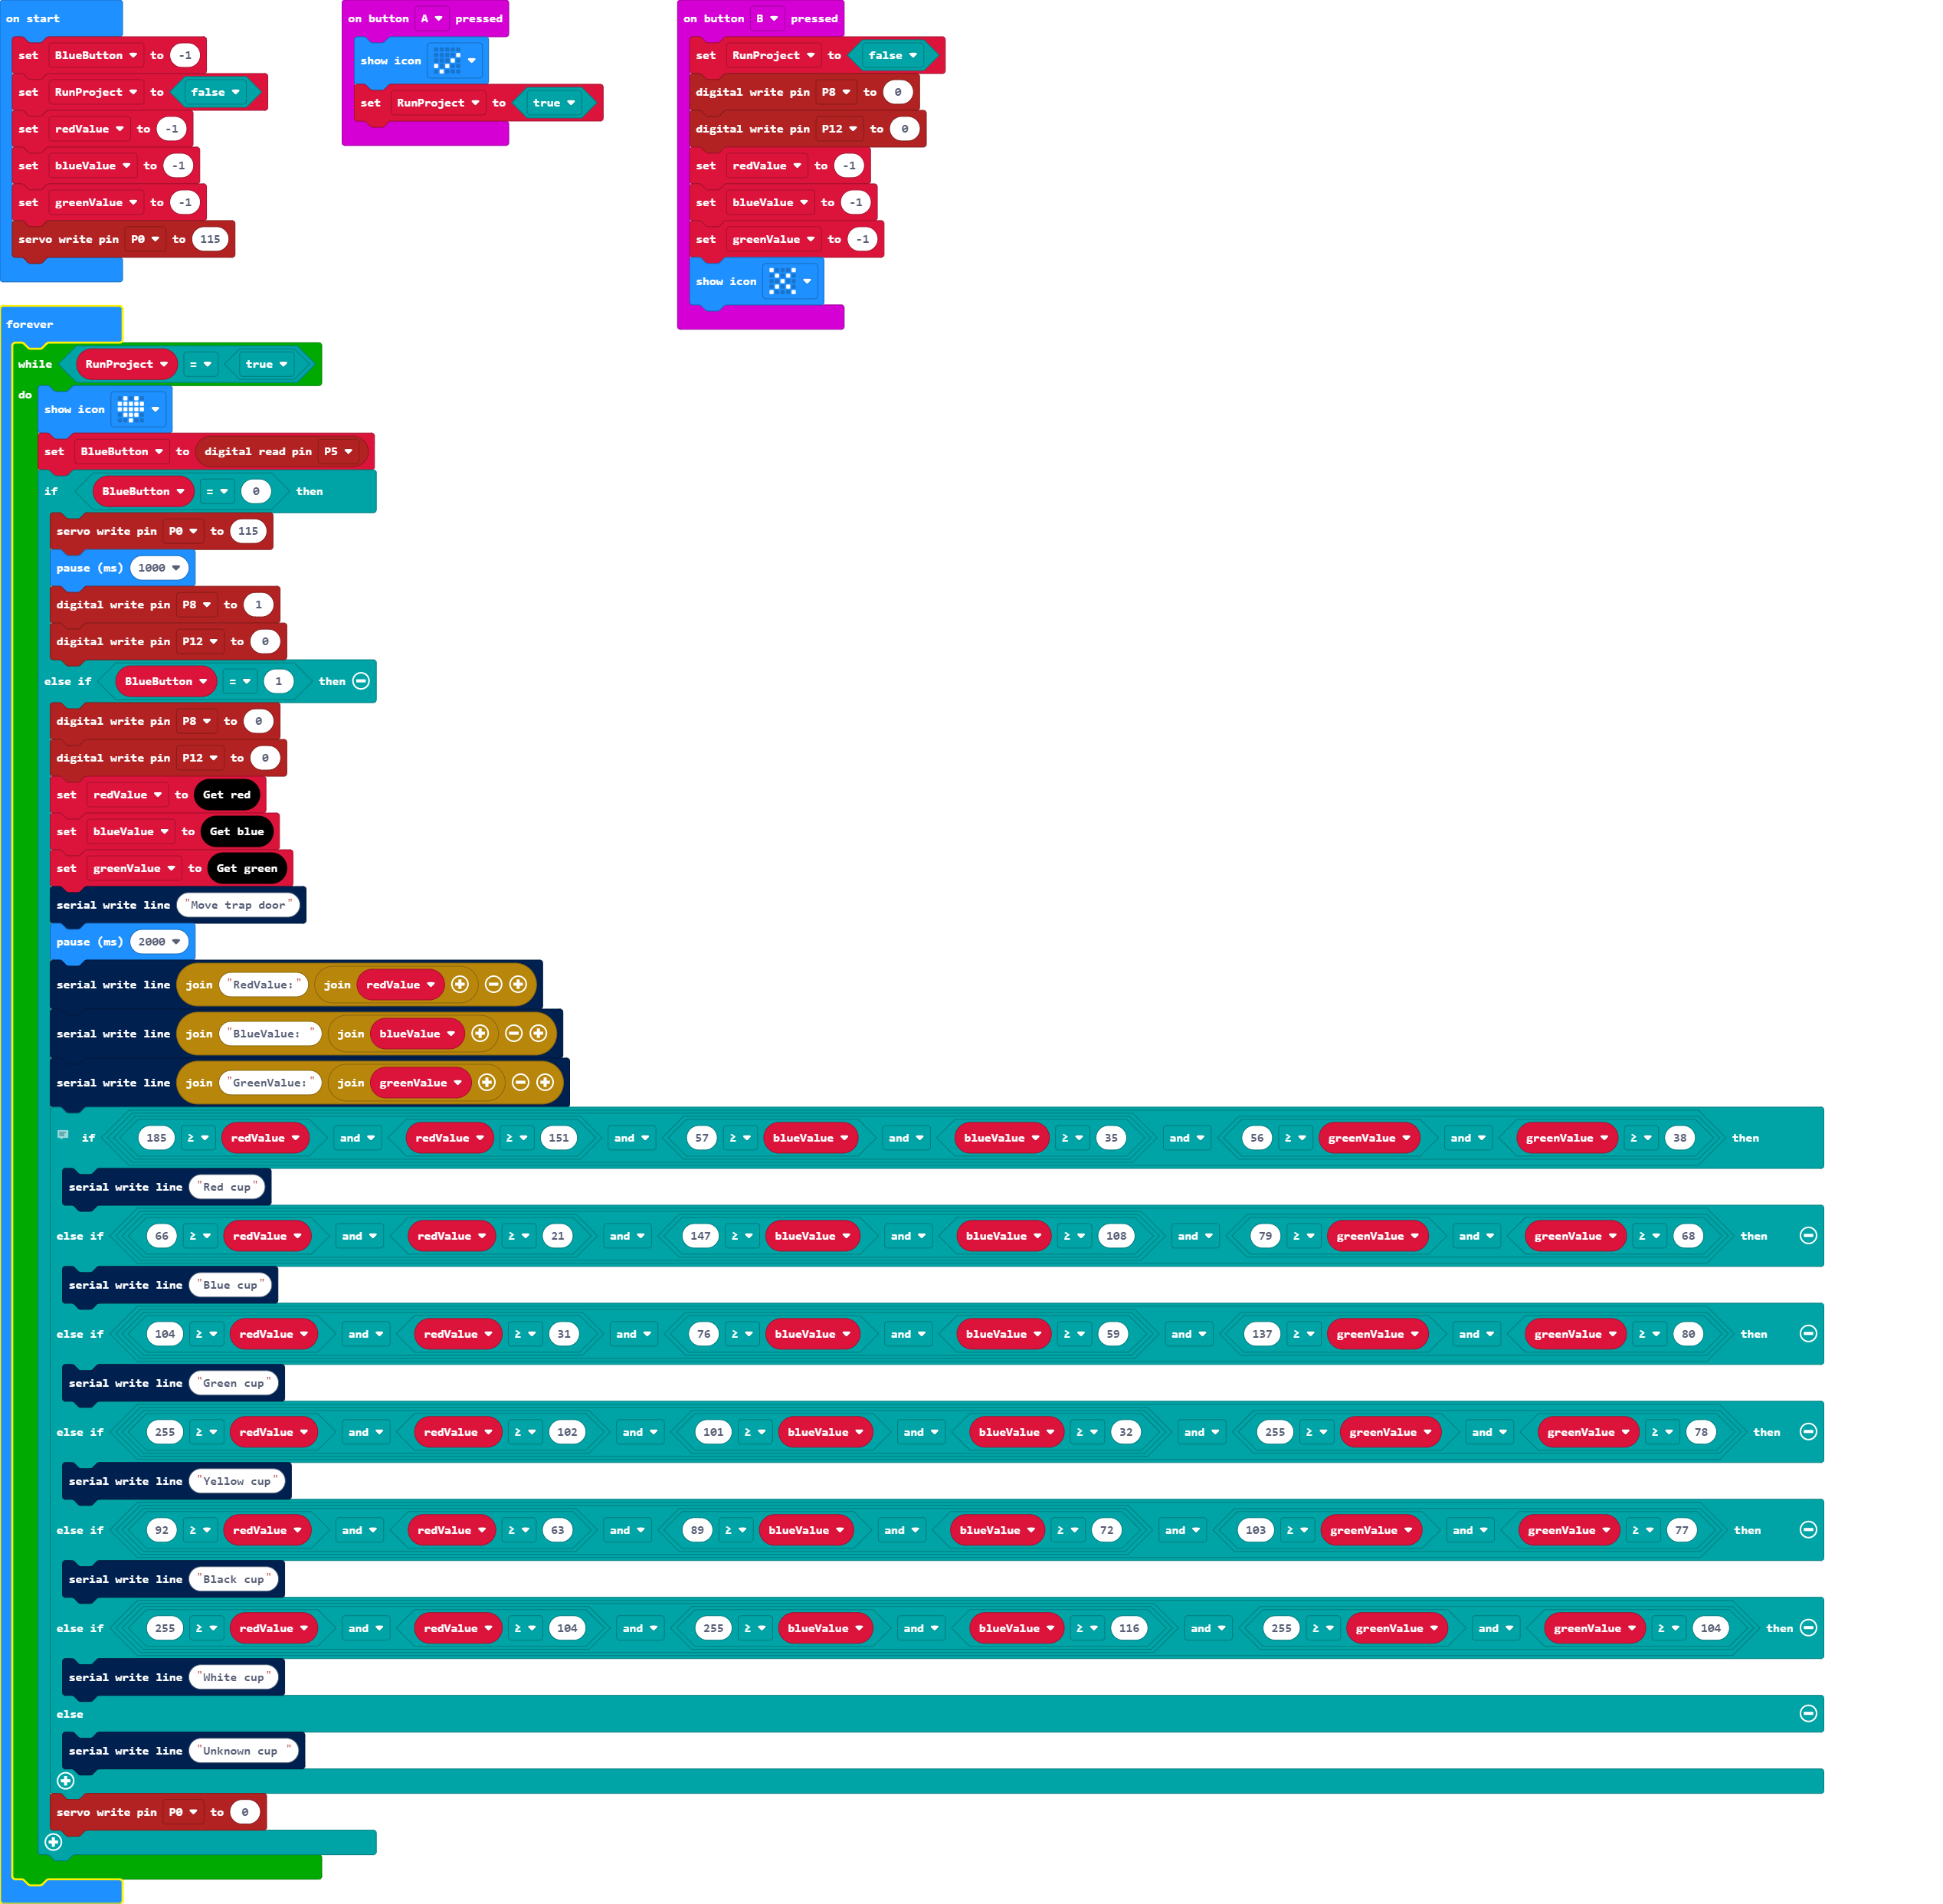 on start
set BlueButton to -1
set RunProject to false
set redValue to -1
set blueValue to -1
set greenValue to -1
servo write pin P0 to 115
on button A pressed
show icon
set RunProject to true
on button B pressed
set RunProject to false
digital write pin P8 to 0
digital write pin P12 to 0
set redValue to -1
set blueValue to -1
set greenValue to -1
show icon
forever
while RunProject = true
do
show icon
set BlueButton to digital read pin P5
if BlueButton = 0 then
servo write pin P0 to 115
pause (ms) 1000
digital write pin P8 to 1
digital write pin P12 to 0
else if BlueButton = 1 then
digital write pin P8 to 0
digital write pin P12 to 0
set redValue to Get red
set blueValue to Get blue
set greenValue to Get green
serial write line "Move trap door"
pause (ms) 2000
serial write line join "RedValue:" join redValue
serial write line join "BlueValue: " join blueValue
serial write line join "GreenValue:" join greenValue
if 185 ≥ redValue and redValue ≥ 151 and 57 ≥ blueValue and blueValue ≥ 35 and 56 ≥ greenValue and greenValue ≥ 38 then
serial write line "Red cup"
else if 66 ≥ redValue and redValue ≥ 21 and 147 ≥ blueValue and blueValue ≥ 108 and 79 ≥ greenValue and greenValue ≥ 68 then
serial write line "Blue cup"
else if 104 ≥ redValue and redValue ≥ 31 and 76 ≥ blueValue and blueValue ≥ 59 and 137 ≥ greenValue and greenValue ≥ 80 then
serial write line "Green cup"
else if 255 ≥ redValue and redValue ≥ 102 and 101 ≥ blueValue and blueValue ≥ 32 and 255 ≥ greenValue and greenValue ≥ 78 then
serial write line "Yellow cup"
else if 92 ≥ redValue and redValue ≥ 63 and 89 ≥ blueValue and blueValue ≥ 72 and 103 ≥ greenValue and greenValue ≥ 77 then
serial write line "Black cup"
else if 255 ≥ redValue and redValue ≥ 104 and 255 ≥ blueValue and blueValue ≥ 116 and 255 ≥ greenValue and greenValue ≥ 104 then
serial write line "White cup"
else
serial write line "Unknown cup "
servo write pin P0 to 0